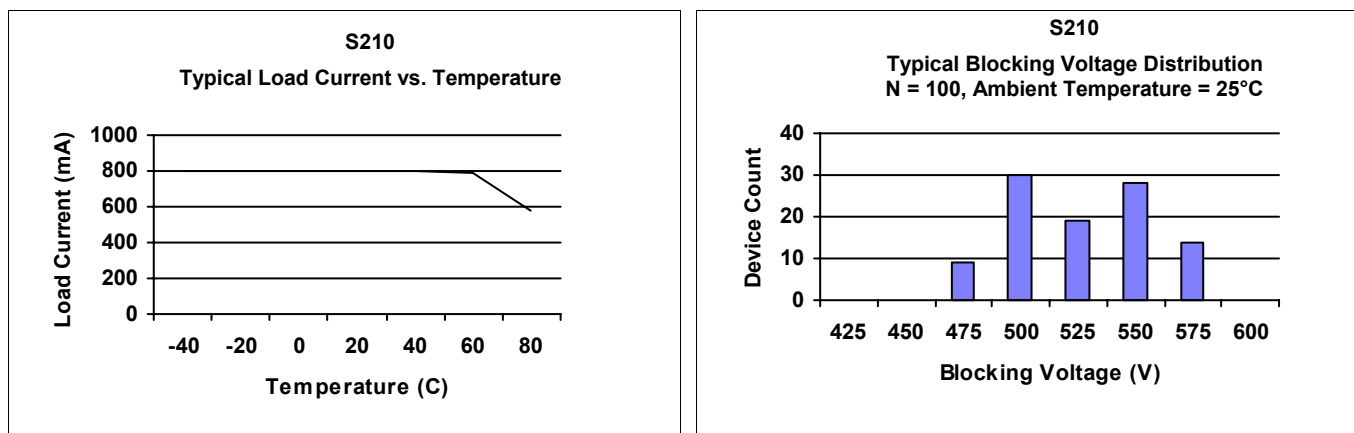 S210
Typical Load Current vs. Temperature
Load Current (mA)
1000
800
600
400
200
0
-40 -20 0 20 40 60 80
Temperature (C)
S210
Typical Blocking Voltage Distribution
N = 100, Ambient Temperature = 25°C
Device Count
40
30
20
10
0
425 450 475 500 525 550 575 600
Blocking Voltage (V)